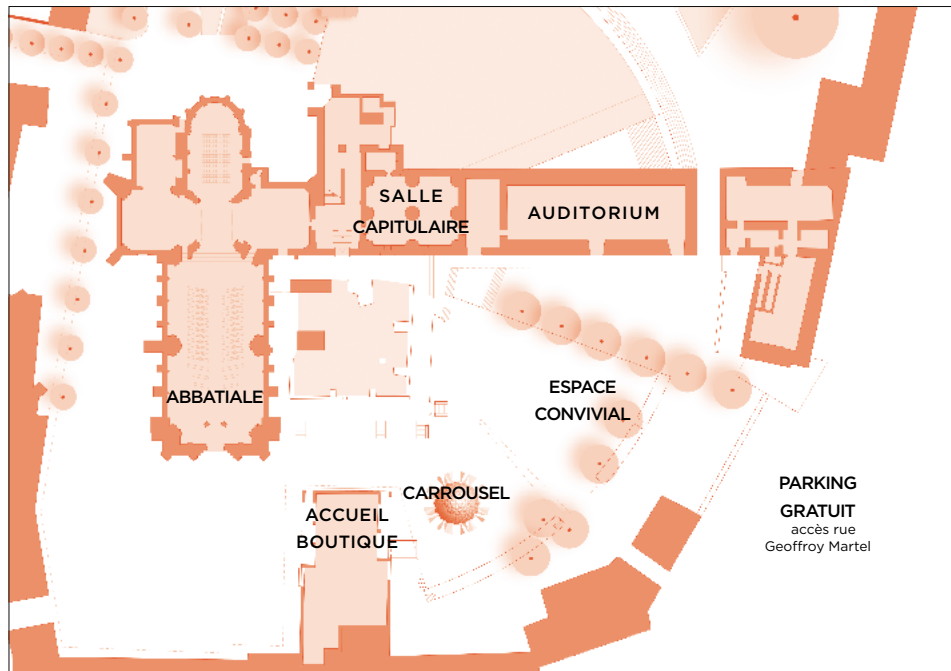 SALLE
CAPITULAIRE
AUDITORIUM
ABBATIALE
ESPACE
CONVIVIAL
CARROUSEL
ACCUEIL
BOUTIQUE
PARKING
GRATUIT
accès rue
Geoffroy Martel